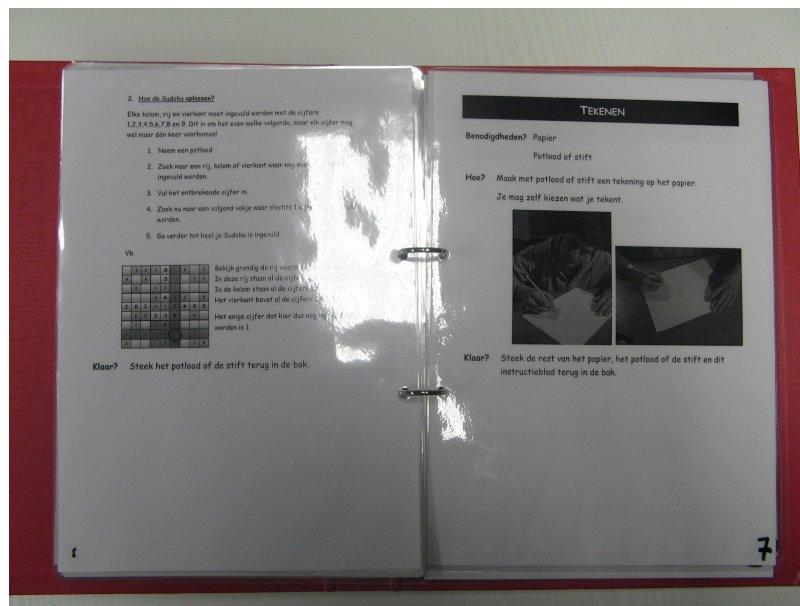 2. Hoe de Sudoku oplossen?
Elke kolom, rij en vierkant moet ingevuld worden met de cijfers
1,2,3,4,5,6,7,8 en 9. Dit in om het even welke volgorde, maar elk cijfer mag
wel maar één keer voorkomen!
1. Neem een potlood
2. Zoek naar een rij, kolom of vierkant waar nog
ingevuld worden.
3. Vul het ontbrekende cijfer in.
4. Zoek nu naar een volgend vakje waar slechts 1
worden.
5. Ga verder tot heel je Sudoku is ingevuld.
Vb.
Bekijk grondig de rij
In deze rij staan al de
In de kolom staan al de cijfers
Het vierkant bevat al de cijfers
Het enige cijfer dat hier dus nog
worden is 1.
Klaar? Steek het potlood of de stift terug in de bak.
TEKENEN
Benodigdheden? Papier
Potlood of stift
Hoe? Maak met potlood of stift een tekening op het papier.
Je mag zelf kiezen wat je tekent.
Klaar? Steek de rest van het papier, het potlood of de stift en dit
instructieblad terug in de bak.
7